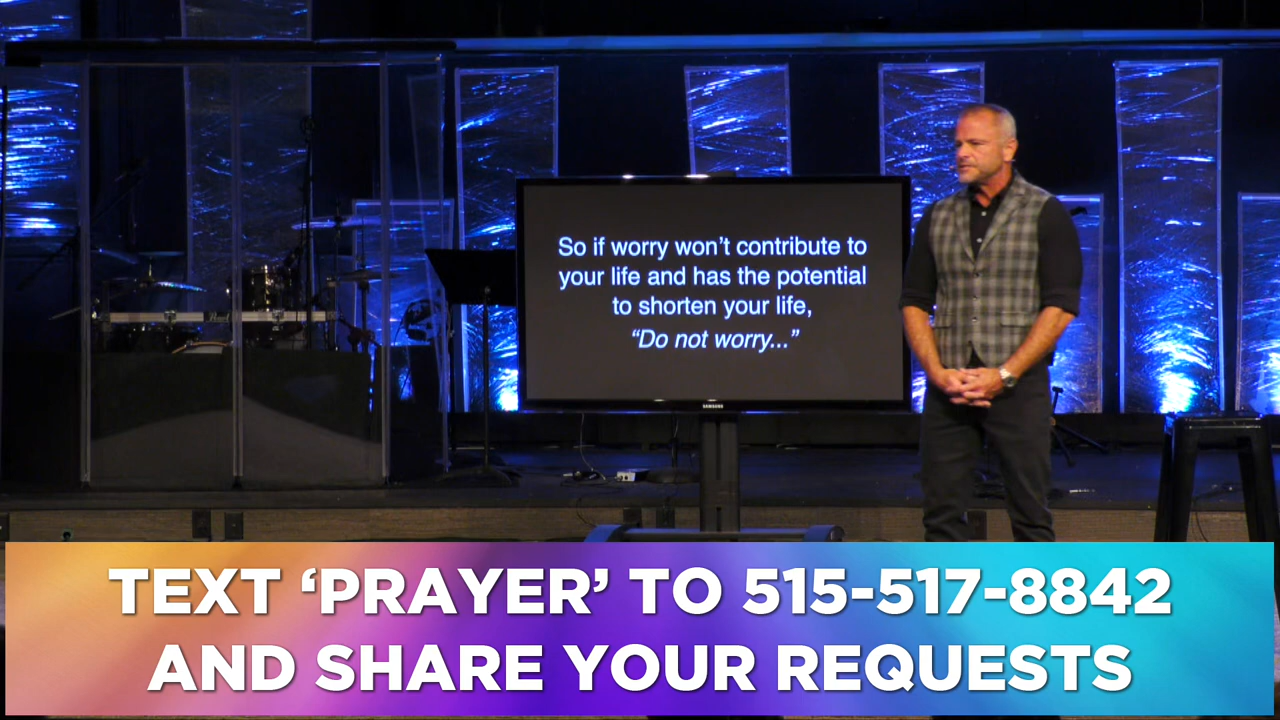 So if worry won’t contribute to
your life and has the potential
to shorten your life,
“Do not worry...”
SAMSUNG
TEXT ‘PRAYER’ TO 515-517-8842
AND SHARE YOUR REQUESTS